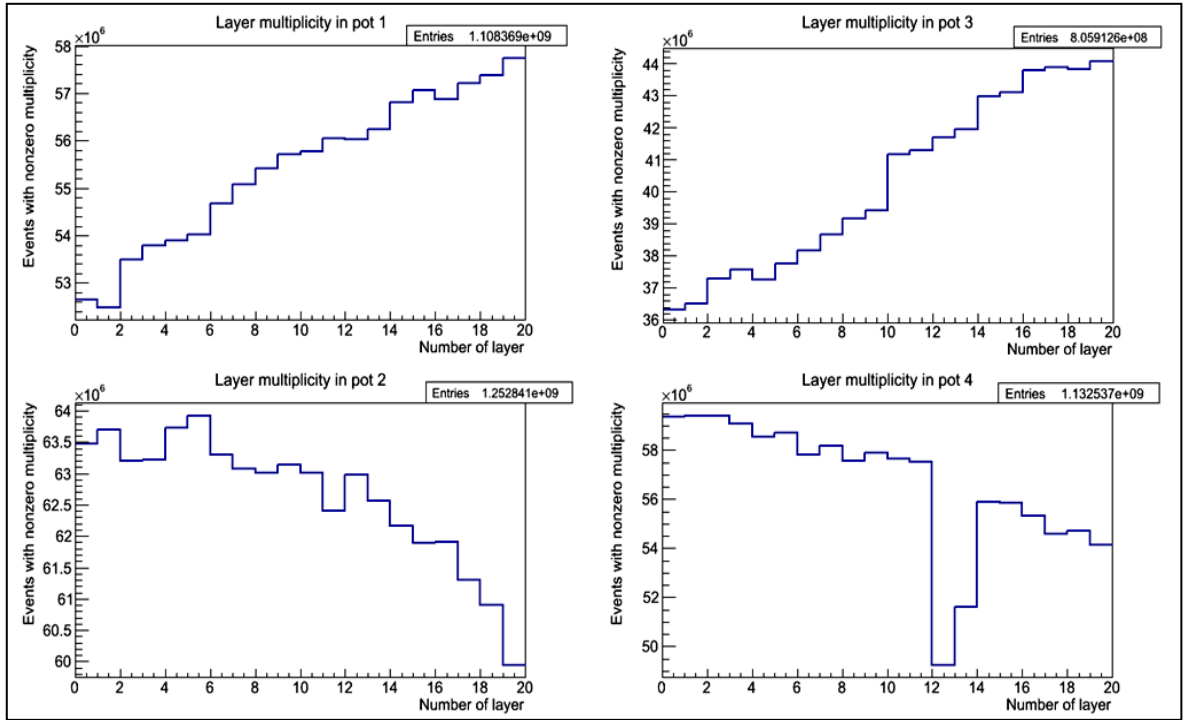 Layer multiplicity in pot 1
Entries 1.108369e+09
×10⁶
Events with nonzero multiplicity
58
57
56
55
54
53
0 2 4 6 8 10 12 14 16 18 20
Number of layer
Layer multiplicity in pot 3
Entries 8.059126e+08
×10⁶
Events with nonzero multiplicity
44
43
42
41
40
39
38
37
36
0 2 4 6 8 10 12 14 16 18 20
Number of layer
Layer multiplicity in pot 2
Entries 1.252841e+09
×10⁶
Events with nonzero multiplicity
64
63.5
63
62.5
62
61.5
61
60.5
60
0 2 4 6 8 10 12 14 16 18 20
Number of layer
Layer multiplicity in pot 4
Entries 1.132537e+09
×10⁶
Events with nonzero multiplicity
58
56
54
52
50
0 2 4 6 8 10 12 14 16 18 20
Number of layer